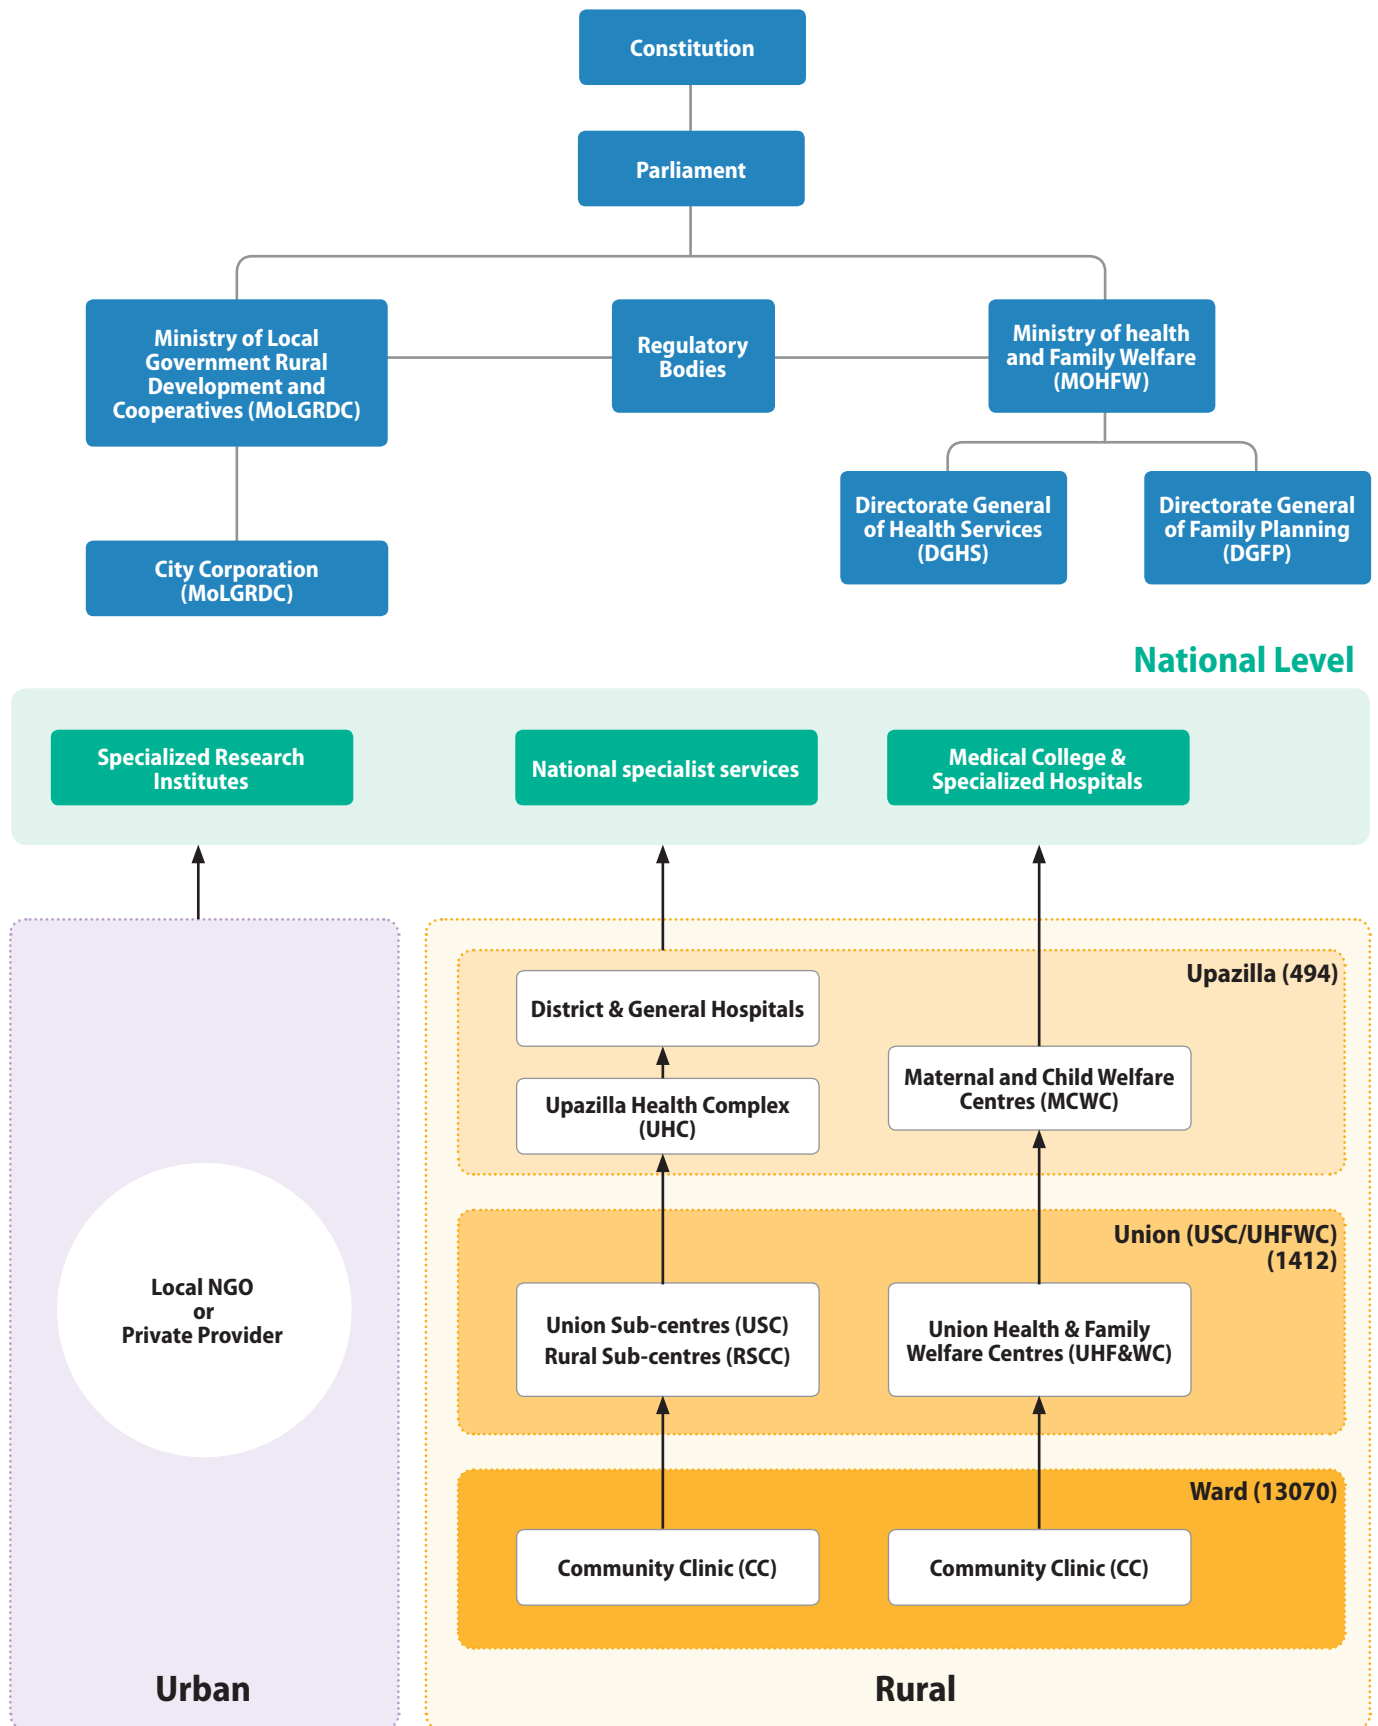 Constitution
Parliament
Ministry of Local
Government Rural
Development and
Cooperatives (MoLGRDC)
Regulatory
Bodies
Ministry of health
and Family Welfare
(MOHFW)
City Corporation
(MoLGRDC)
Directorate General
of Health Services
(DGHS)
Directorate General
of Family Planning
(DGFP)
National Level
Specialized Research
Institutes
National specialist services
Medical College &
Specialized Hospitals
Local NGO
or
Private Provider
Urban
Upazilla (494)
District & General Hospitals
Upazilla Health Complex
(UHC)
Maternal and Child Welfare
Centres (MCWC)
Union (USC/UHFWC)
(1412)
Union Sub-centres (USC)
Rural Sub-centres (RSCC)
Union Health & Family
Welfare Centres (UHF&WC)
Ward (13070)
Community Clinic (CC)
Community Clinic (CC)
Rural